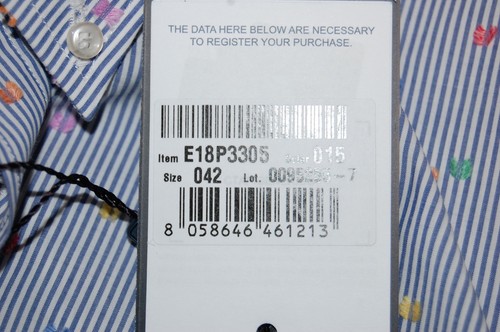 THE DATA HERE BELOW ARE NECESSARY
TO REGISTER YOUR PURCHASE.
Item E18P3305 015
Size 042 Lot.
8 058646 461213